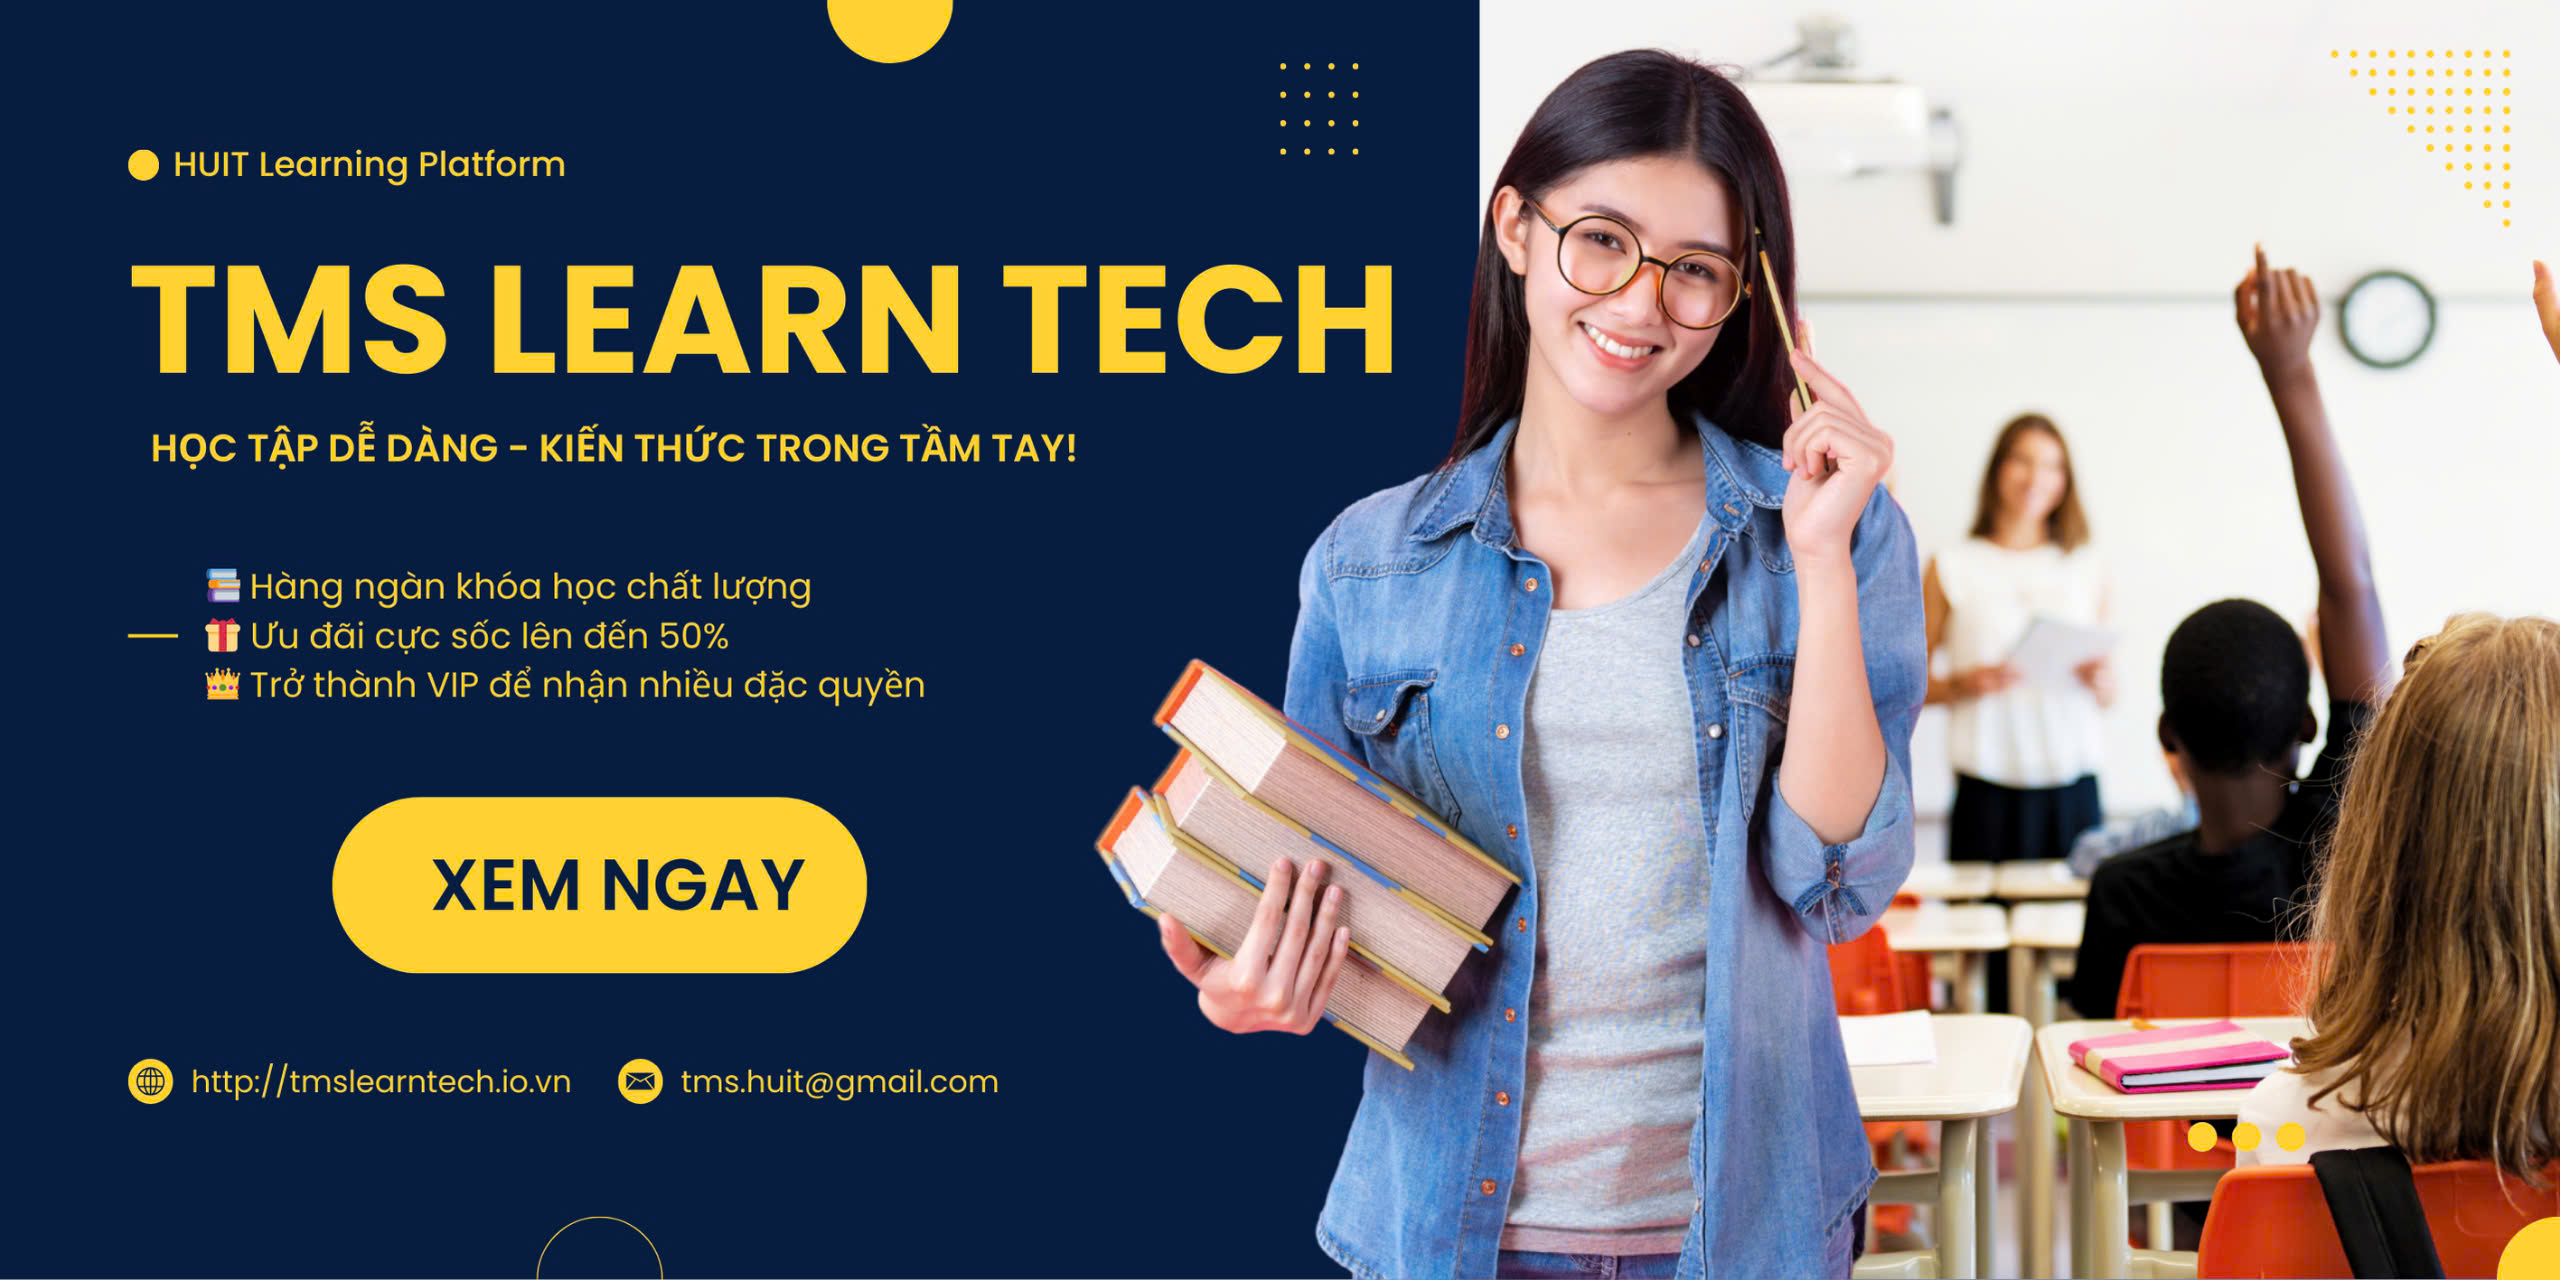 HUIT Learning Platform
TMS LEARN TECH
HỌC TẬP DỄ DÀNG - KIẾN THỨC TRONG TẦM TAY!
📚 Hàng ngàn khóa học chất lượng
🎁 Ưu đãi cực sốc lên đến 50%
👑 Trở thành VIP để nhận nhiều đặc quyền
XEM NGAY
http://tmslearntech.io.vn
tms.huit@gmail.com